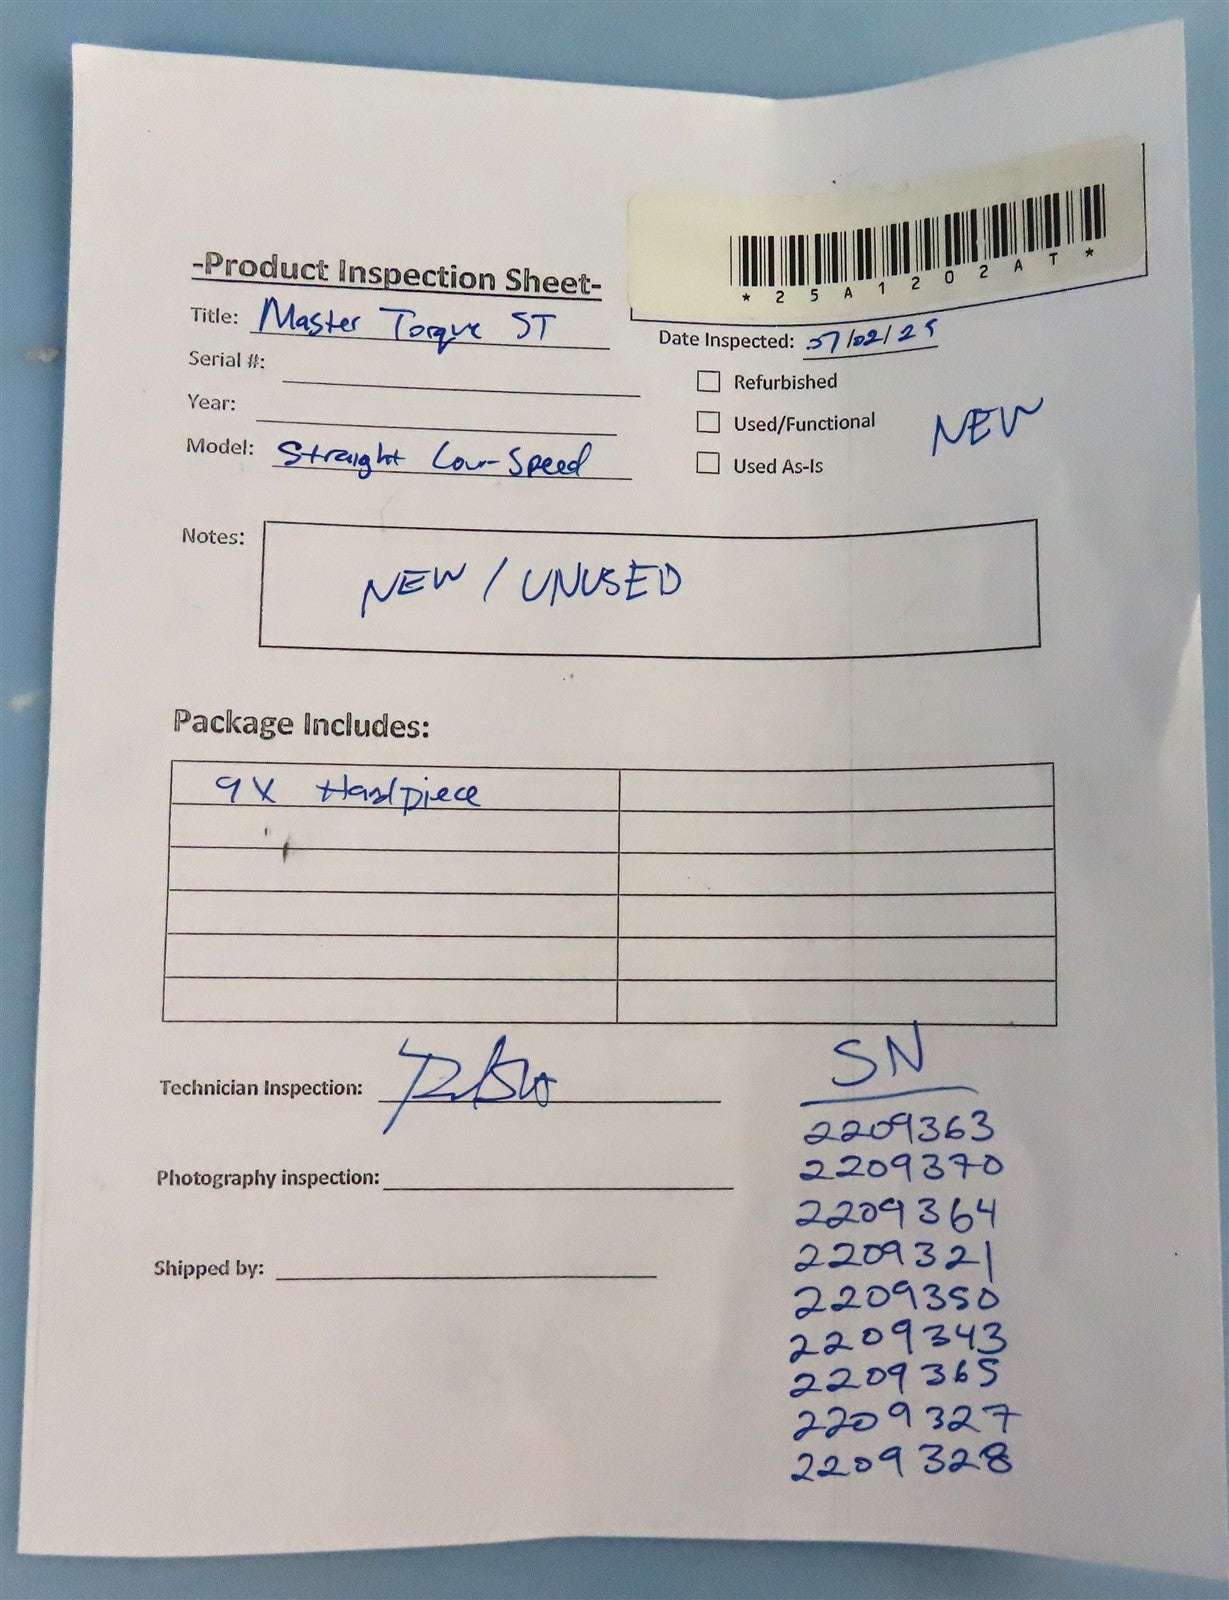 *25A1202AT*
-Product Inspection Sheet-
Title: Master Torque ST
Date Inspected: 07/02/25
Serial #:
Refurbished
Year:
Used/Functional
NEW
Model: Straight Low-Speed
Used As-Is
Notes:
NEW / UNUSED
Package Includes:
9X Handpiece
SN
Technician Inspection:
2209363
2209370
Photography inspection:
2209364
2209321
Shipped by:
2209350
2209343
2209365
2209327
2209328